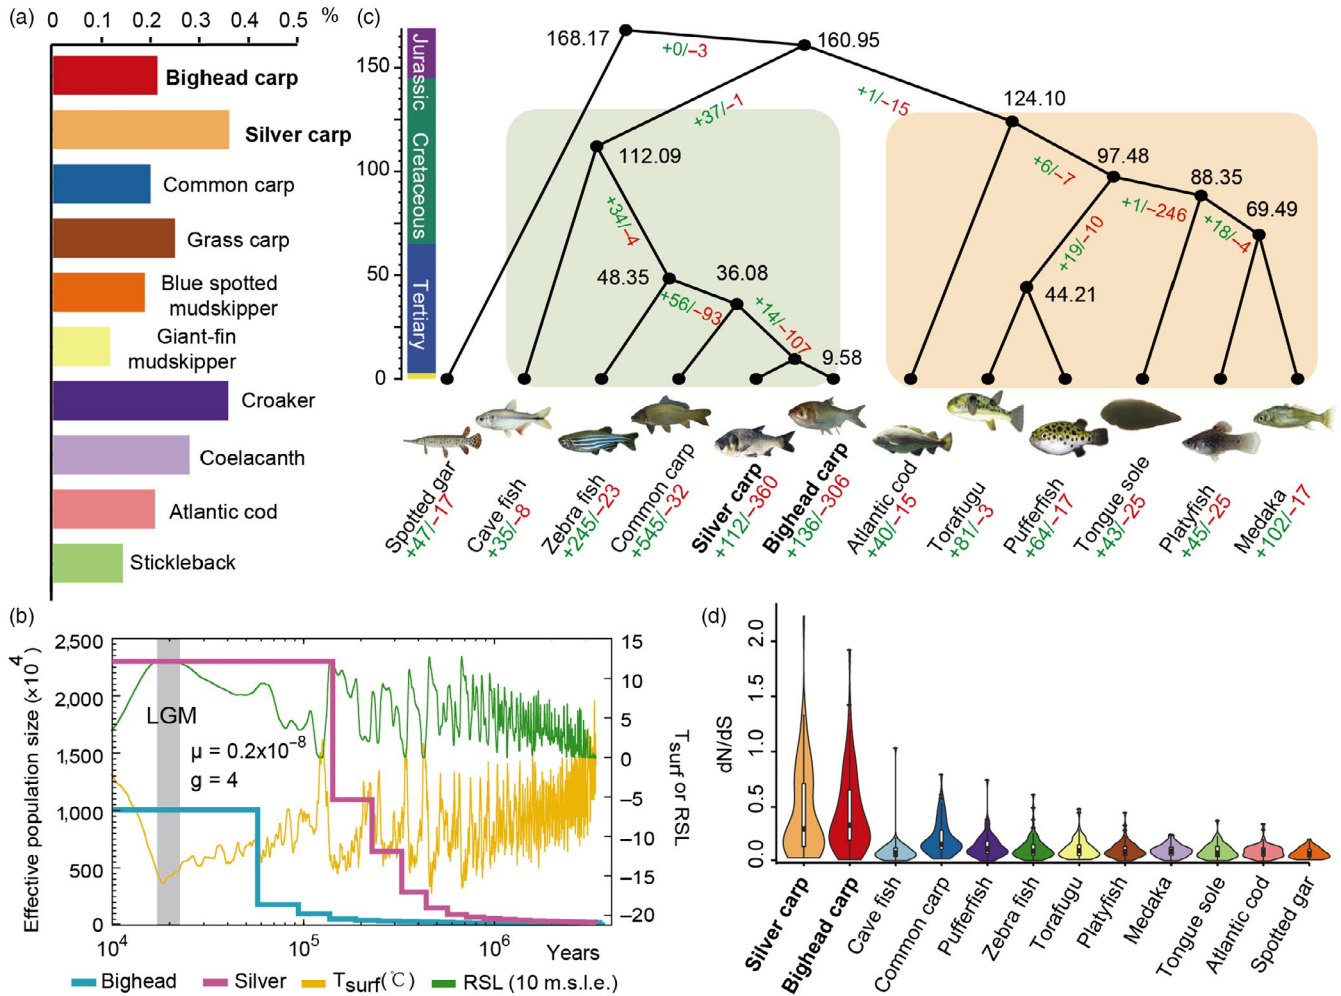 (a)
0 0.1 0.2 0.3 0.4 0.5 %
Bighead carp
Silver carp
Common carp
Grass carp
Blue spotted
mudskipper
Giant-fin
mudskipper
Croaker
Coelacanth
Atlantic cod
Stickleback
(c)
Jurassic
Cretaceous
Tertiary
150
100
50
0
168.17
+0/−3
160.95
+37/−1
+1/−15
124.10
112.09
+6/−7
97.48
88.35
+34/−4
+19/−10
+1/−246
+18/−4
69.49
48.35
36.08
44.21
+56/−93
+14/−107
9.58
Spotted gar
+47/−17
Cave fish
+35/−8
Zebra fish
+245/−23
Common carp
+545/−32
Silver carp
+112/−360
Bighead carp
+136/−306
Atlantic cod
+40/−15
Torafugu
+81/−3
Pufferfish
+64/−17
Tongue sole
+43/−25
Platyfish
+45/−25
Medaka
+102/−17
(b)
Effective population size (×10⁴)
2,500
2,000
1,500
1,000
500
0
LGM
μ = 0.2x10⁻⁸
g = 4
15
10
5
0
−5
−10
−15
−20
Tsurf or RSL
10⁴ 10⁵ 10⁶ Years
Bighead Silver Tsurf(℃) RSL (10 m.s.l.e.)
(d)
dN/dS
2.0
1.5
1.0
0.5
0.0
Silver carp
Bighead carp
Cave fish
Common carp
Pufferfish
Zebra fish
Torafugu
Platyfish
Medaka
Tongue sole
Atlantic cod
Spotted gar